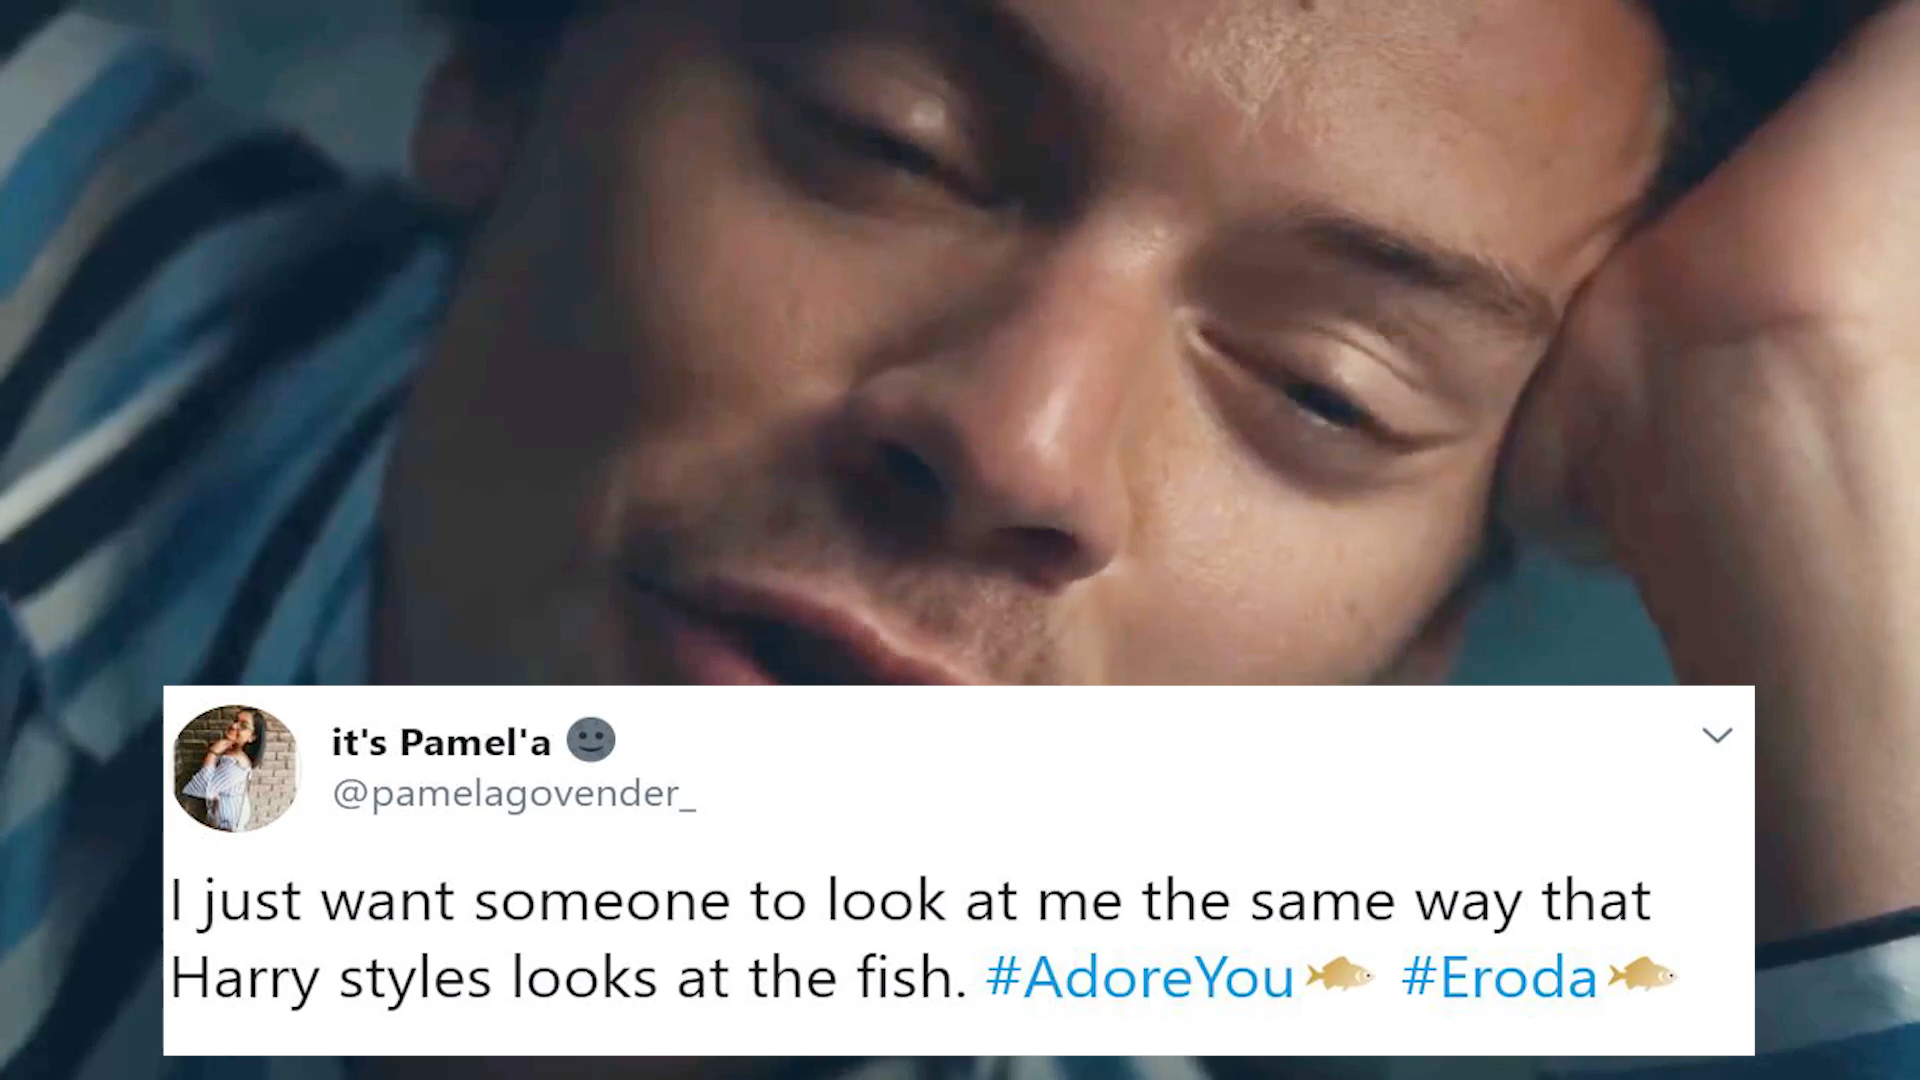 it's Pamel'a 🌚
@pamelagovender_
I just want someone to look at me the same way that
Harry styles looks at the fish. #AdoreYou #Eroda